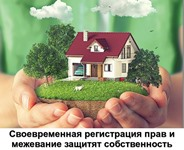 Своевременная регистрация прав и
межевание защитят собственность